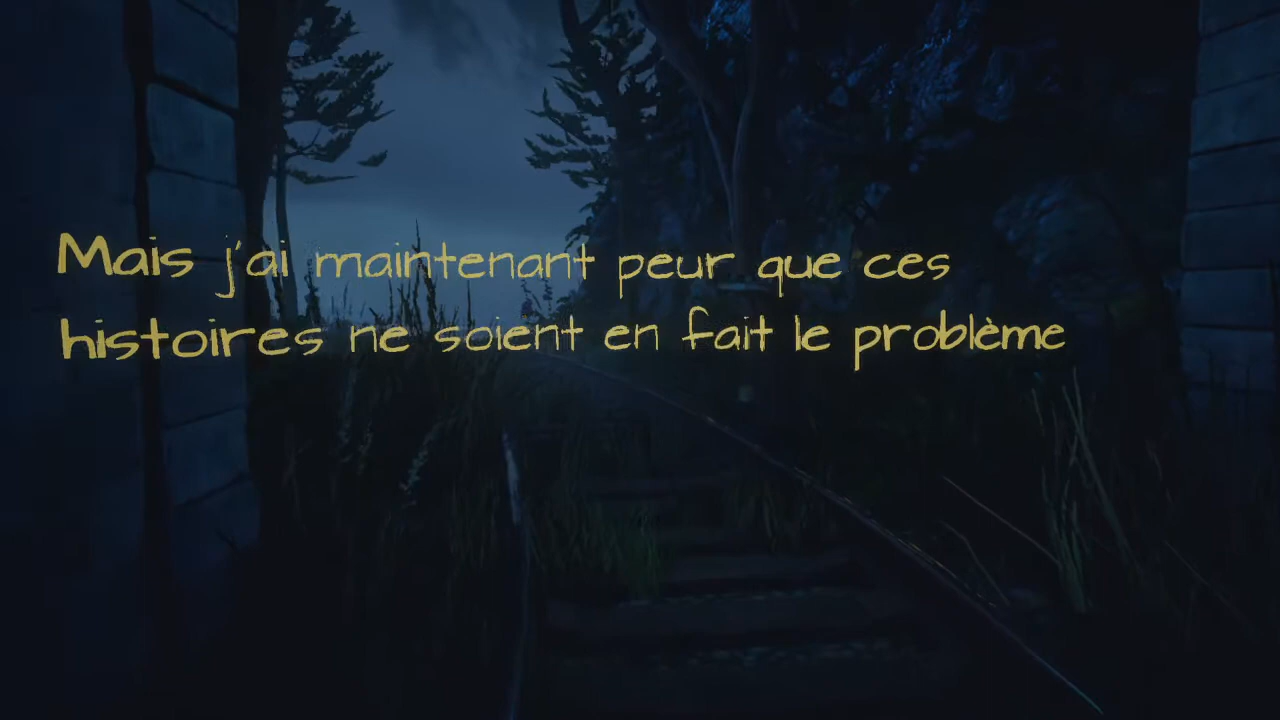 Mais j'ai maintenant peur que ces
histoires ne soient en fait le problème